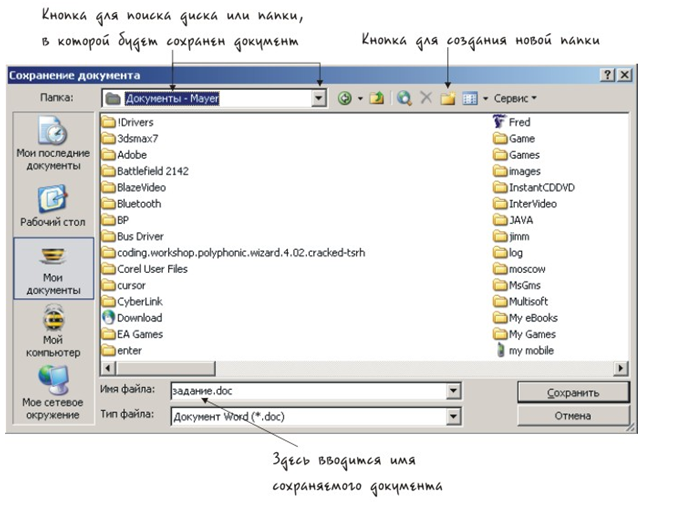 Кнопка для поиска диска или папки,
в которой будет сохранен документ
Кнопка для создания новой папки
Сохранение документа
Папка:
Документы - Mayer
Сервис
Мои последние
документы
Рабочий стол
Мои
документы
Мой
компьютер
Мое сетевое
окружение
!Drivers
3dsmax7
Adobe
Battlefield 2142
BlazeVideo
Bluetooth
BP
Bus Driver
coding.workshop.polyphonic.wizard.4.02.cracked-tsrh
Corel User Files
cursor
CyberLink
Download
EA Games
enter
Fred
Game
Games
images
InstantCDDVD
InterVideo
JAVA
jimm
log
moscow
MsGms
Multisoft
My eBooks
My Games
my mobile
Имя файла:
задание.doc
Сохранить
Тип файла:
Документ Word (*.doc)
Отмена
Здесь вводится имя
сохраняемого документа